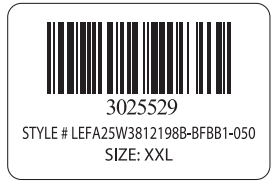 3025529
STYLE # LEFA25W3812198B-BFBB1-050
SIZE: XXL